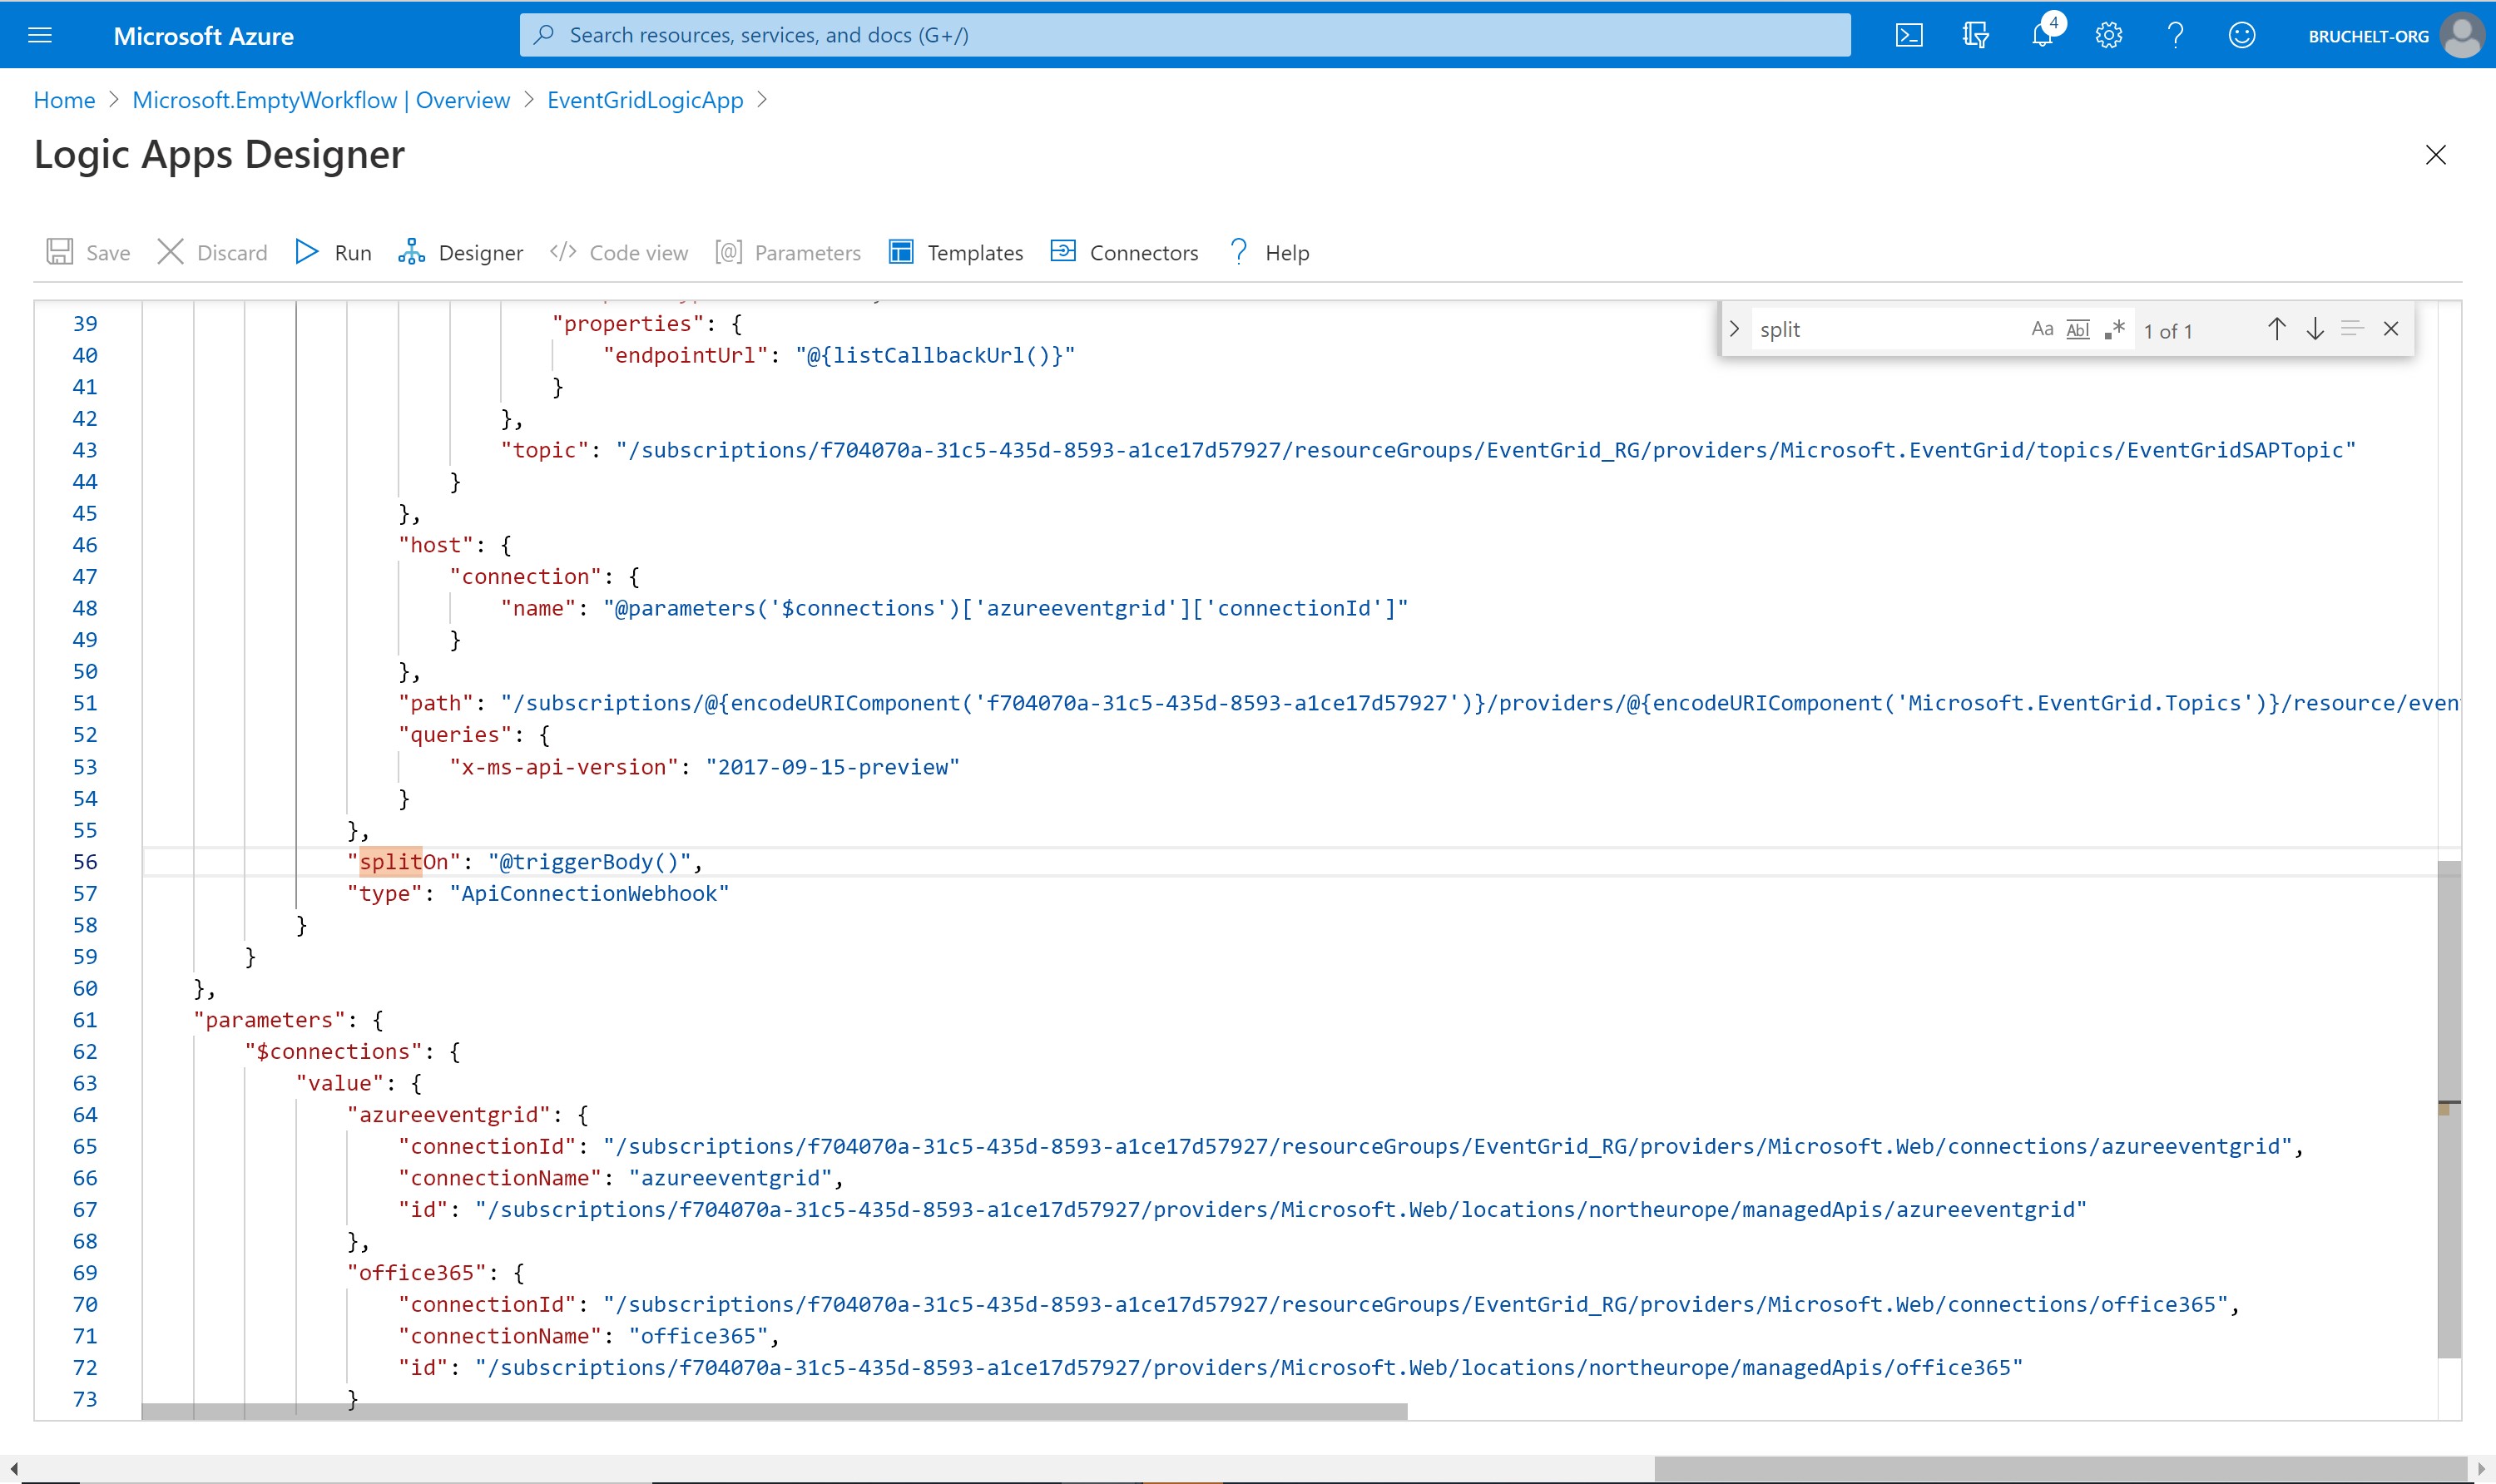 Microsoft Azure
Search resources, services, and docs (G+/)
4
BRUCHELT-ORG
Home > Microsoft.EmptyWorkflow | Overview > EventGridLogicApp >
Logic Apps Designer
Save Discard Run Designer </> Code view [@] Parameters Templates Connectors ? Help
split Aa Abl .* 1 of 1
39 "properties": {
40 "endpointUrl": "@{listCallbackUrl()}"
41 }
42 },
43 "topic": "/subscriptions/f704070a-31c5-435d-8593-a1ce17d57927/resourceGroups/EventGrid_RG/providers/Microsoft.EventGrid/topics/EventGridSAPTopic"
44 }
45 },
46 "host": {
47 "connection": {
48 "name": "@parameters('$connections')['azureeventgrid']['connectionId']"
49 }
50 },
51 "path": "/subscriptions/@{encodeURIComponent('f704070a-31c5-435d-8593-a1ce17d57927')}/providers/@{encodeURIComponent('Microsoft.EventGrid.Topics')}/resource/even
52 "queries": {
53 "x-ms-api-version": "2017-09-15-preview"
54 }
55 },
56 "splitOn": "@triggerBody()",
57 "type": "ApiConnectionWebhook"
58 }
59 }
60 },
61 "parameters": {
62 "$connections": {
63 "value": {
64 "azureeventgrid": {
65 "connectionId": "/subscriptions/f704070a-31c5-435d-8593-a1ce17d57927/resourceGroups/EventGrid_RG/providers/Microsoft.Web/connections/azureeventgrid",
66 "connectionName": "azureeventgrid",
67 "id": "/subscriptions/f704070a-31c5-435d-8593-a1ce17d57927/providers/Microsoft.Web/locations/northeurope/managedApis/azureeventgrid"
68 },
69 "office365": {
70 "connectionId": "/subscriptions/f704070a-31c5-435d-8593-a1ce17d57927/resourceGroups/EventGrid_RG/providers/Microsoft.Web/connections/office365",
71 "connectionName": "office365",
72 "id": "/subscriptions/f704070a-31c5-435d-8593-a1ce17d57927/providers/Microsoft.Web/locations/northeurope/managedApis/office365"
73 }